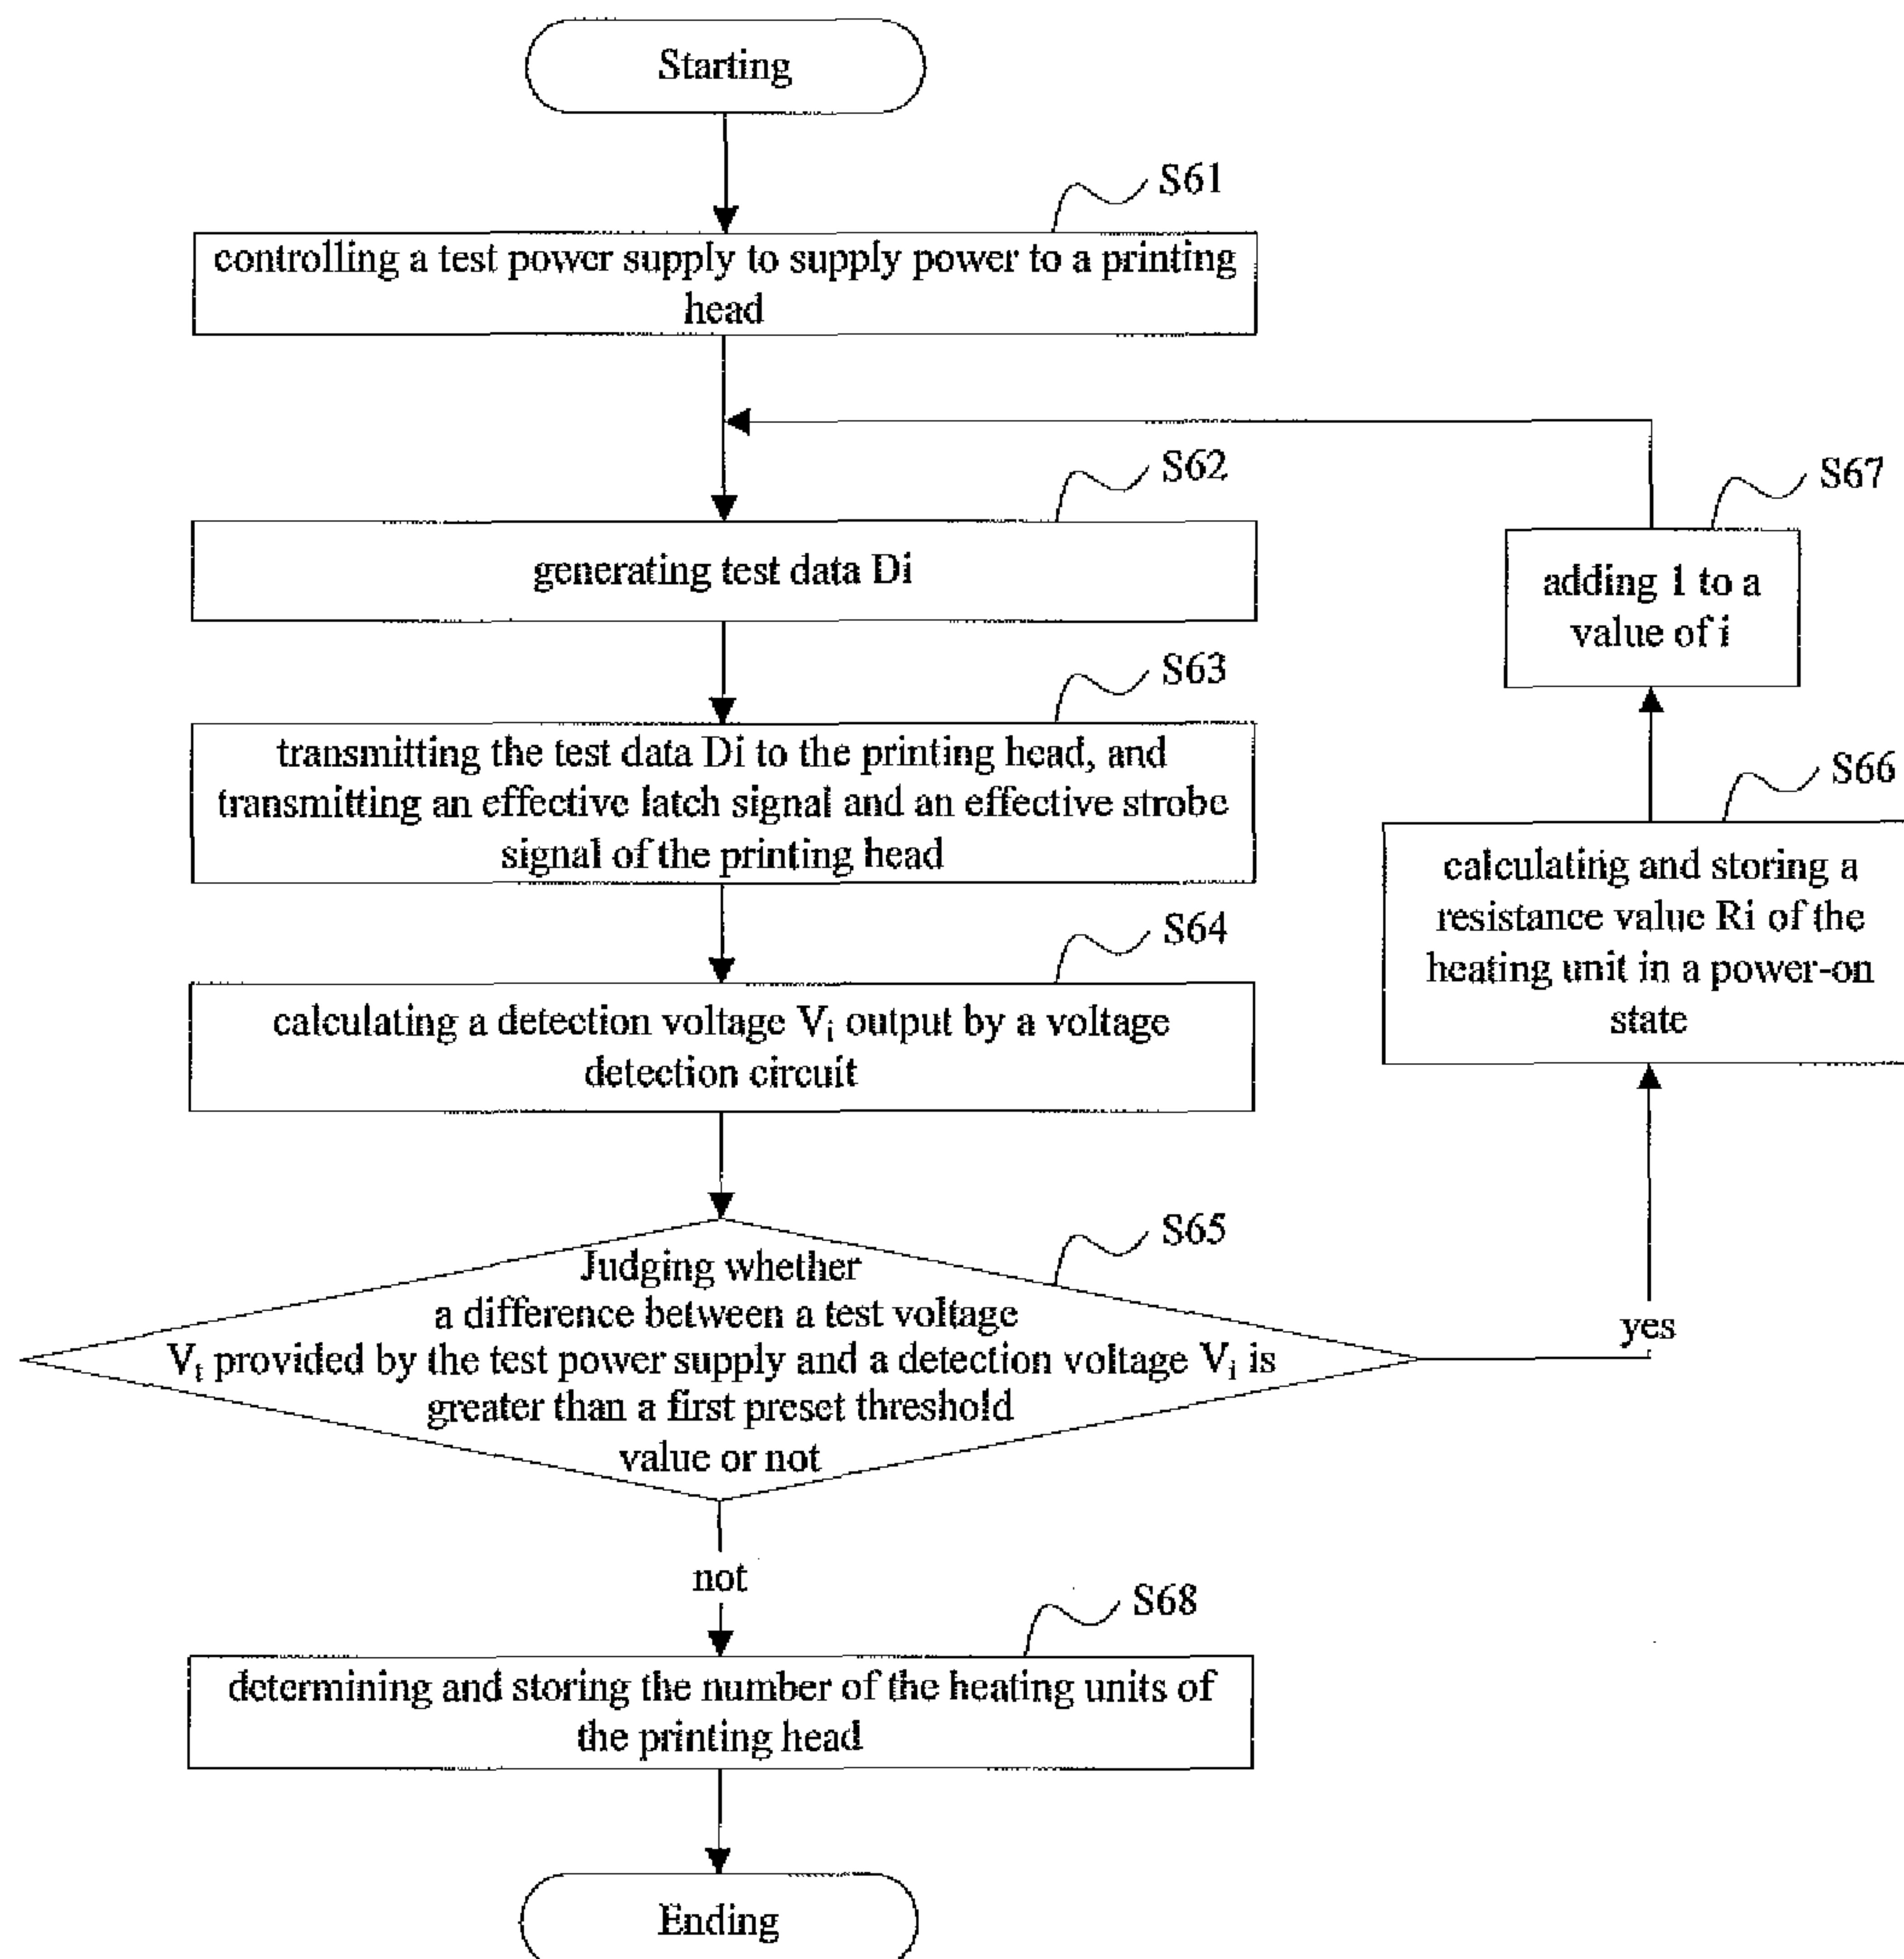 Starting
S61
controlling a test power supply to supply power to a printing
head
S62
generating test data Di
S63
transmitting the test data Di to the printing head, and
transmitting an effective latch signal and an effective strobe
signal of the printing head
S64
calculating a detection voltage Vi output by a voltage
detection circuit
S65
Judging whether
a difference between a test voltage
Vt provided by the test power supply and a detection voltage Vi is
greater than a first preset threshold
value or not
yes
S66
calculating and storing a
resistance value Ri of the
heating unit in a power-on
state
S67
adding 1 to a
value of i
not
S68
determining and storing the number of the heating units of
the printing head
Ending